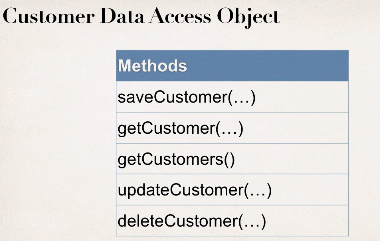 Customer Data Access Object
Methods
saveCustomer(…)
getCustomer(…)
getCustomers()
updateCustomer(…)
deleteCustomer(…)